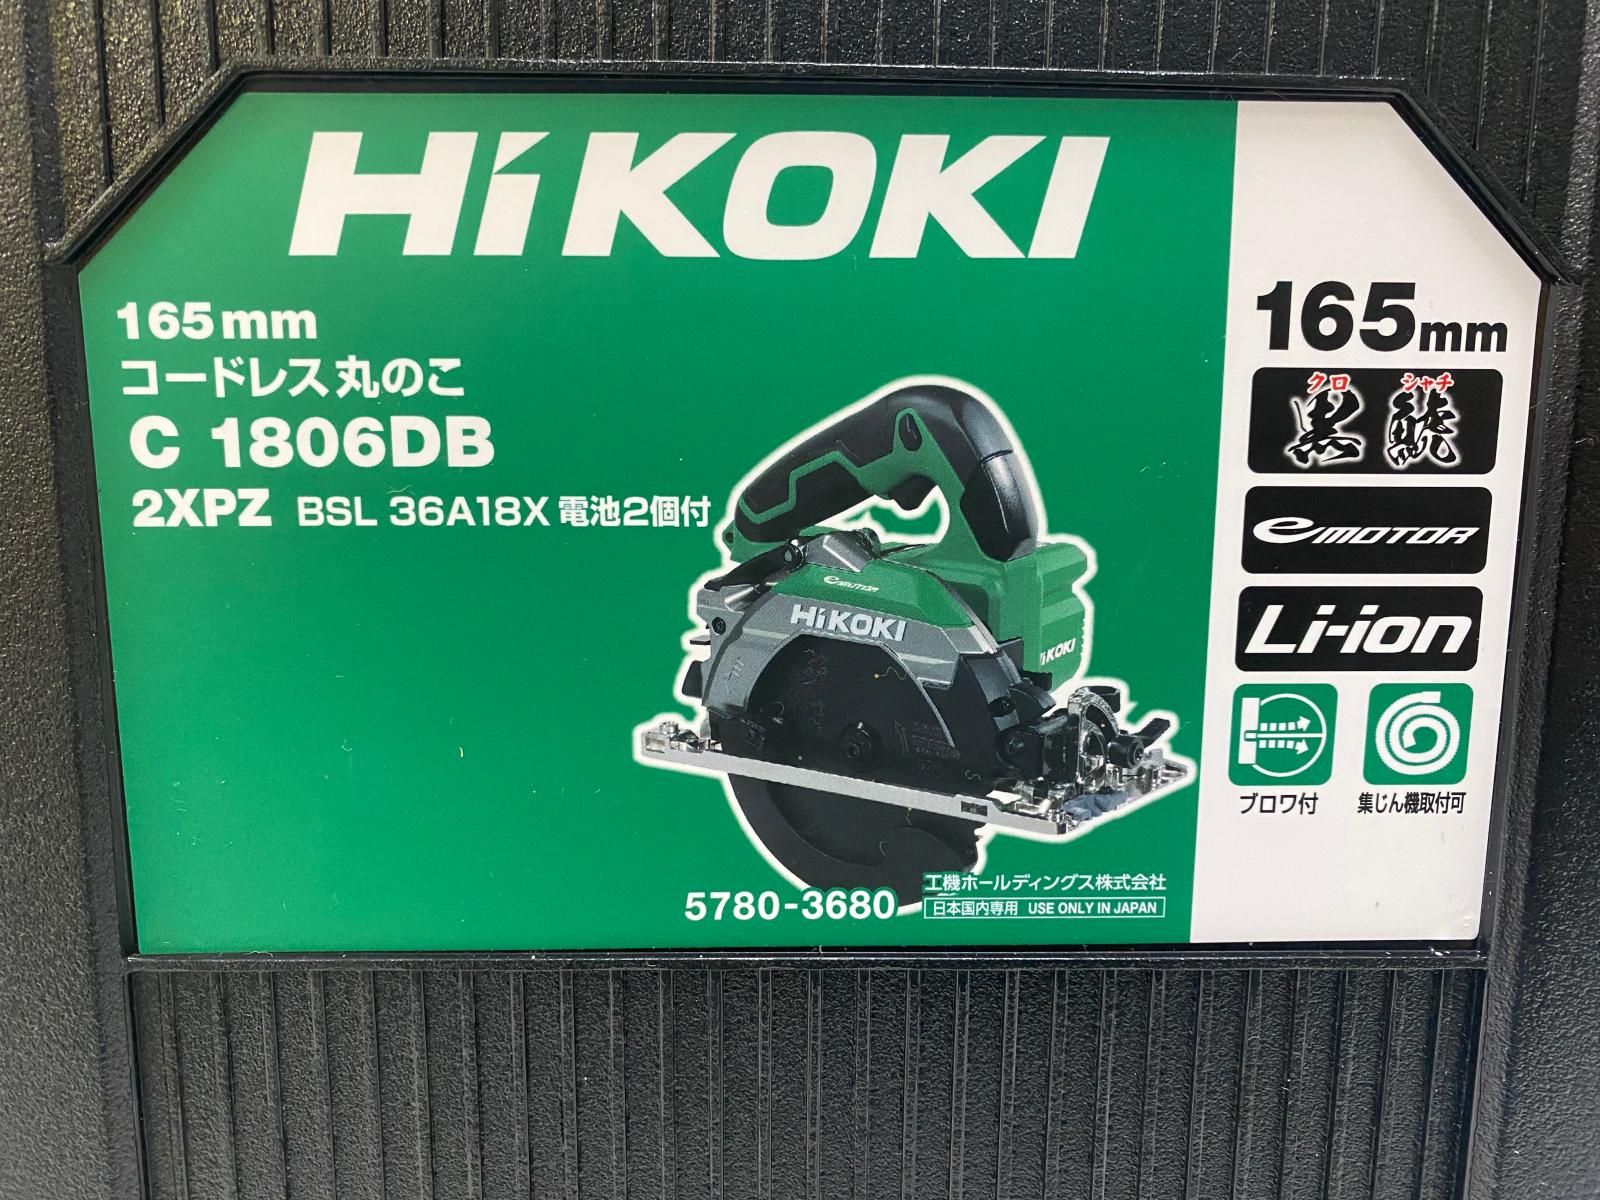 HiKOKI
165mm
コードレス丸のこ
C 1806DB
2XPZ BSL 36A18X 電池2個付
e MOTOR
HiKOKI
HiKOKI
5780-3680
工機ホールディングス株式会社
日本国内専用 USE ONLY IN JAPAN
165mm
クロ シャチ
黒鯱
e MOTOR
Li-ion
ブロワ付
集じん機取付可